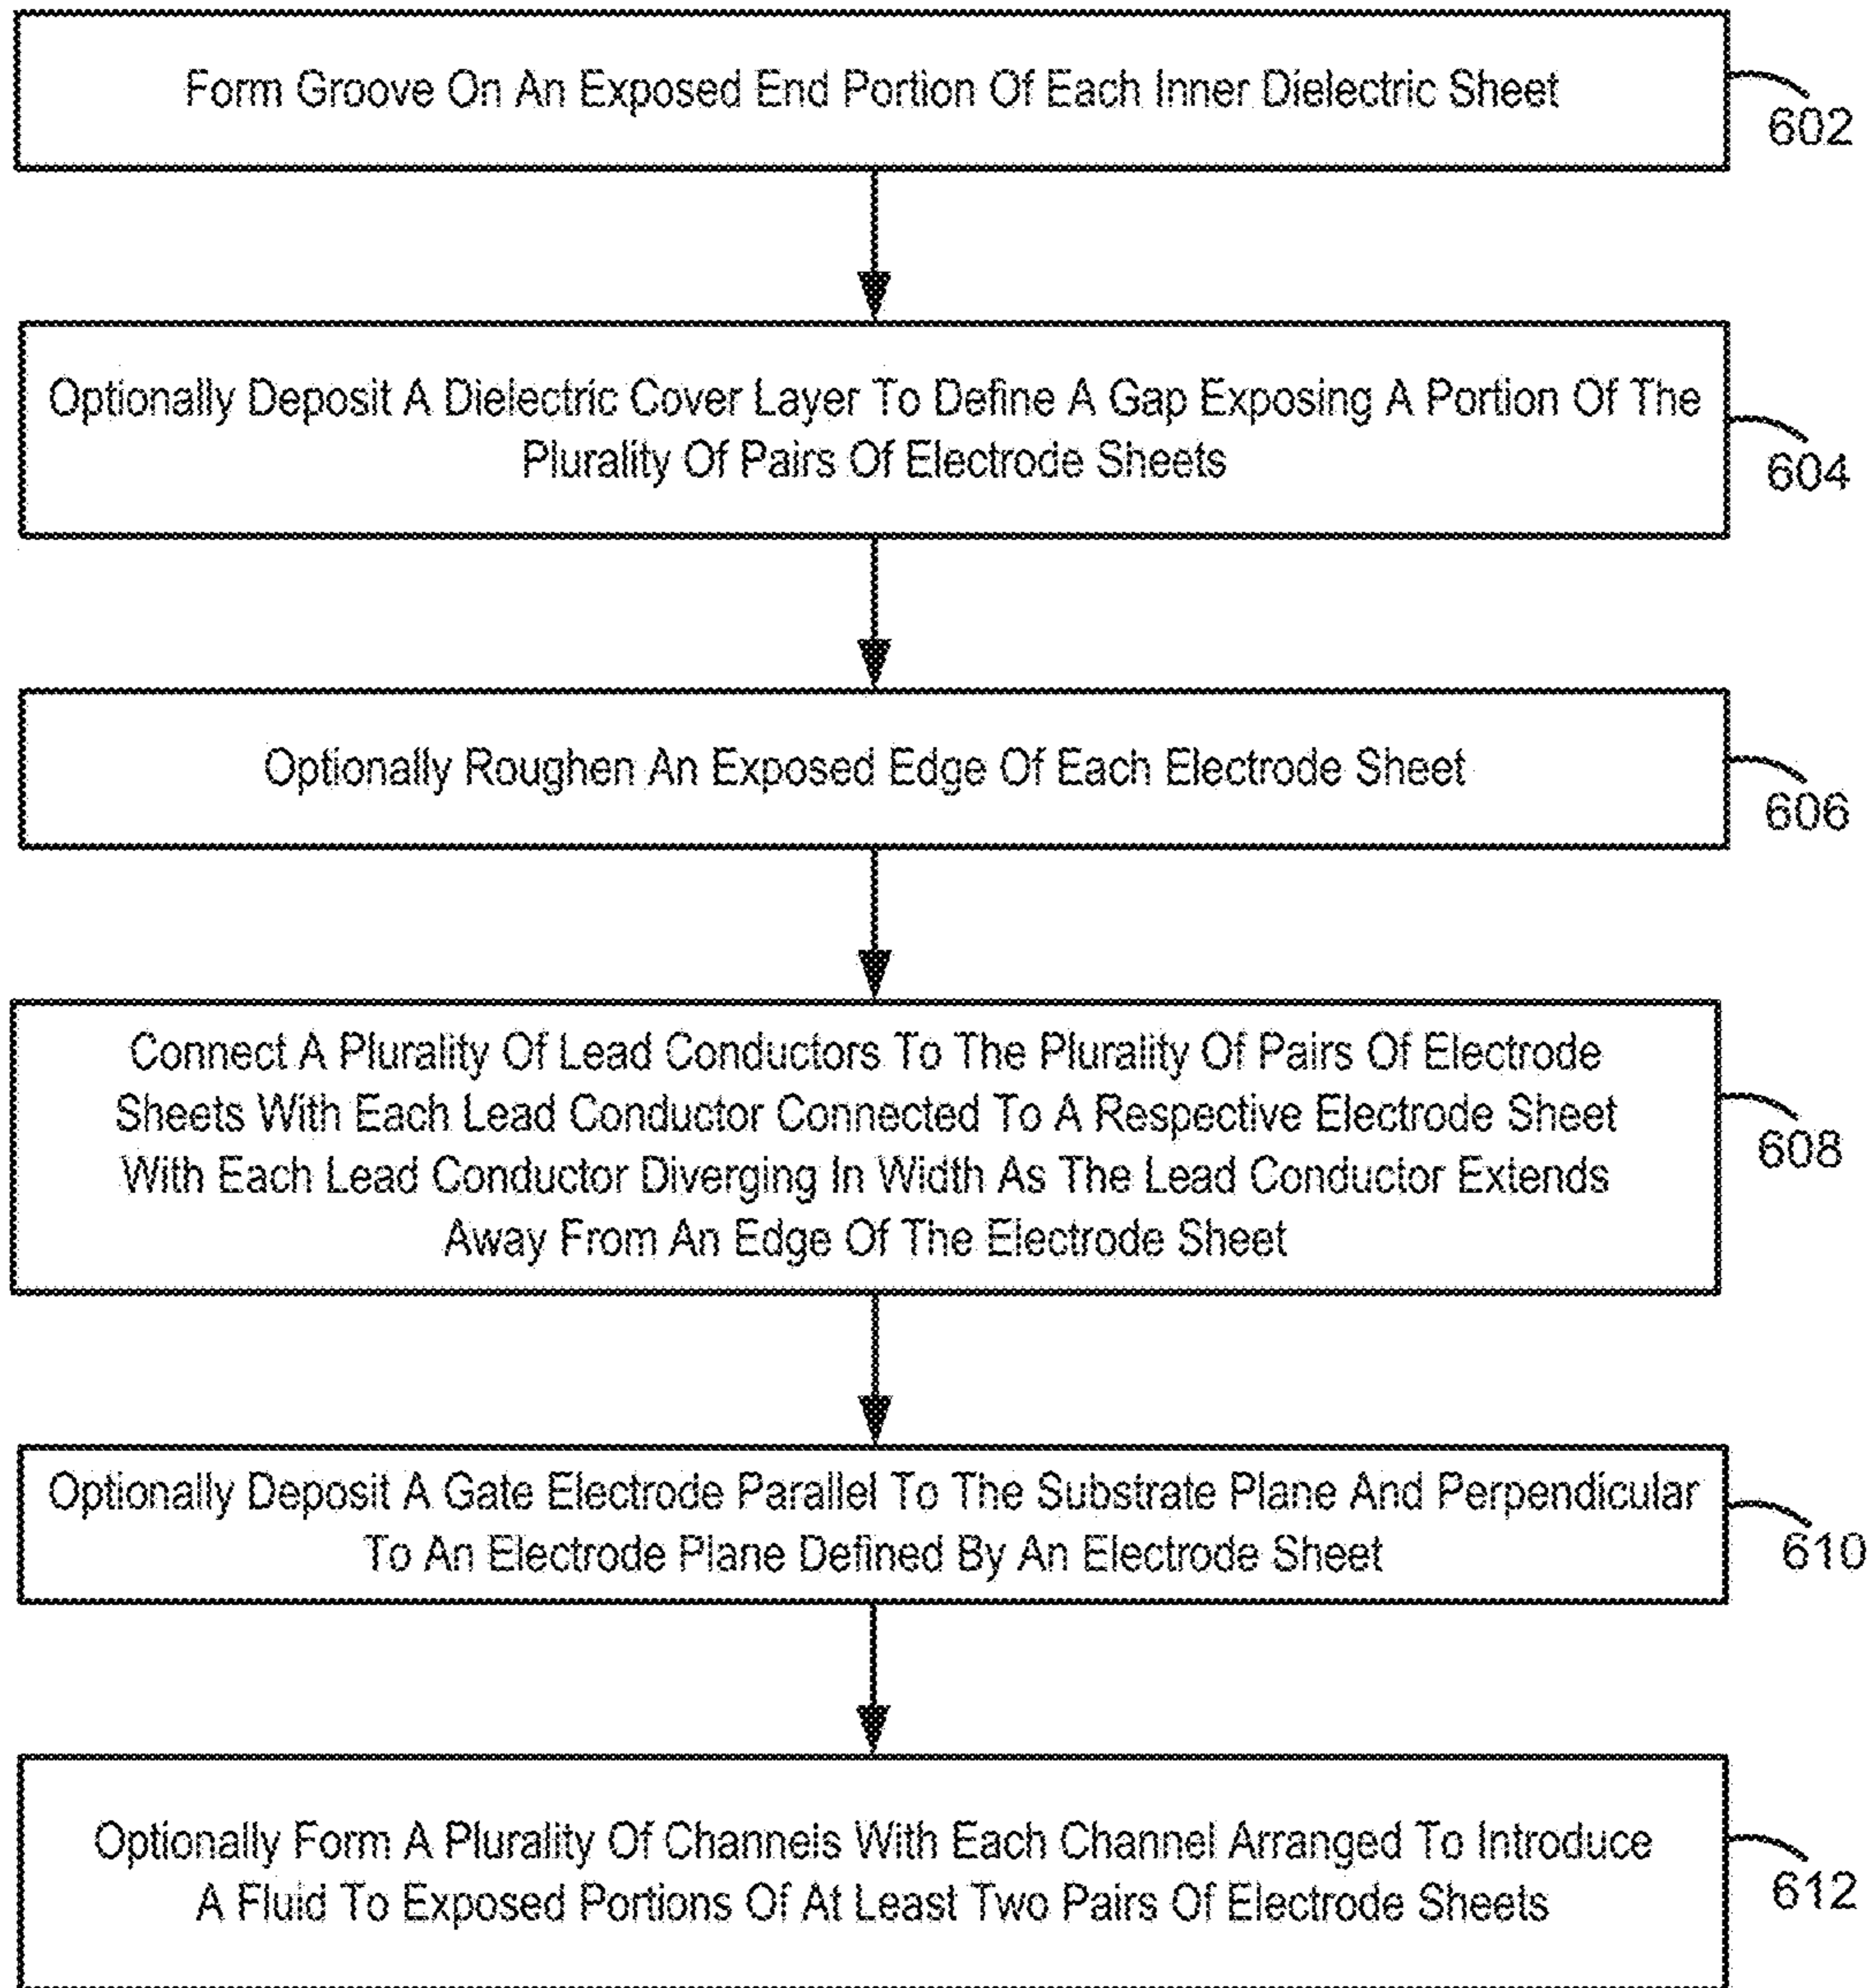 Form Groove On An Exposed End Portion Of Each Inner Dielectric Sheet
602
Optionally Deposit A Dielectric Cover Layer To Define A Gap Exposing A Portion Of The
Plurality Of Pairs Of Electrode Sheets
604
Optionally Roughen An Exposed Edge Of Each Electrode Sheet
606
Connect A Plurality Of Lead Conductors To The Plurality Of Pairs Of Electrode
Sheets With Each Lead Conductor Connected To A Respective Electrode Sheet
With Each Lead Conductor Diverging In Width As The Lead Conductor Extends
Away From An Edge Of The Electrode Sheet
608
Optionally Deposit A Gate Electrode Parallel To The Substrate Plane And Perpendicular
To An Electrode Plane Defined By An Electrode Sheet
610
Optionally Form A Plurality Of Channels With Each Channel Arranged To Introduce
A Fluid To Exposed Portions Of At Least Two Pairs Of Electrode Sheets
612